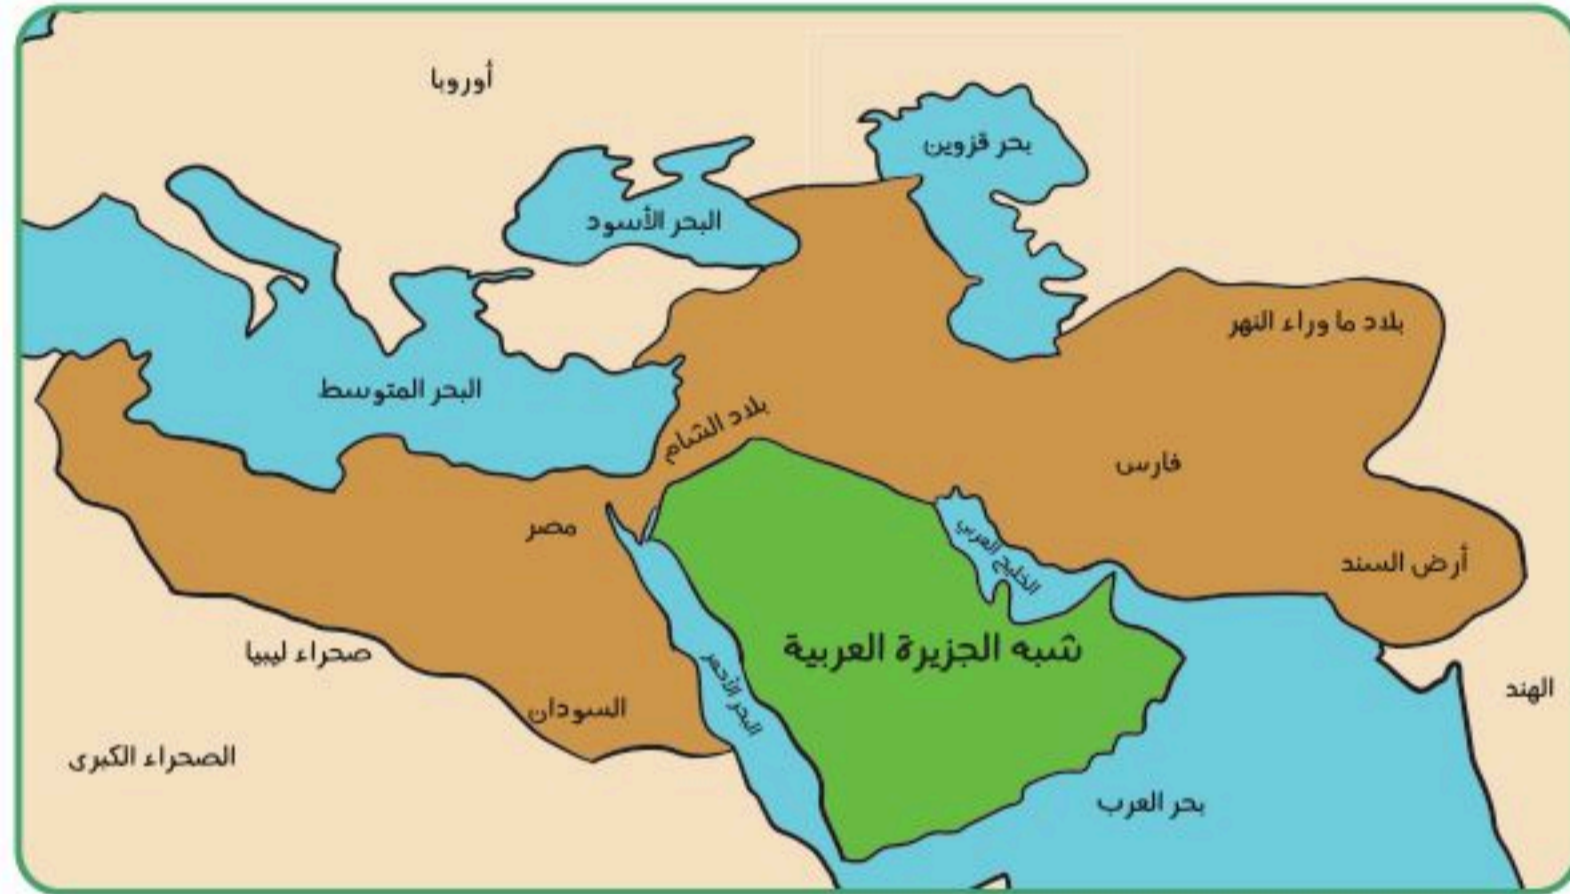 أوروبا
بحر قزوين
البحر الأسود
بلاد ما وراء النهر
البحر المتوسط
بلاد الشام
فارس
مصر
الخليج العربي
أرض السند
صحراء ليبيا
شبه الجزيرة العربية
البحر الأحمر
الهند
السودان
الصحراء الكبرى
بحر العرب